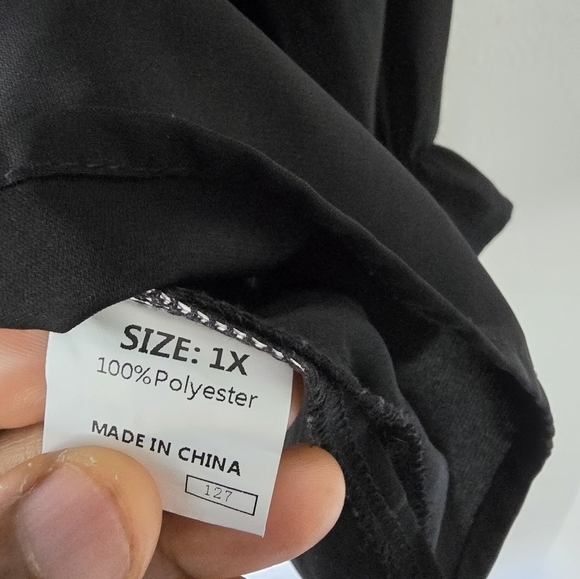 SIZE: 1X
100%Polyester
MADE IN CHINA
127